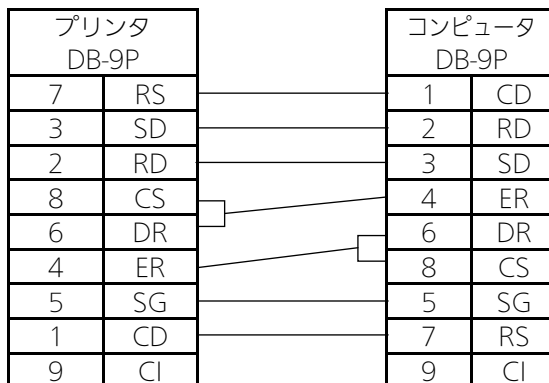 プリンタ コンピュータ
DB-9P DB-9P
7 RS 1 CD
3 SD 2 RD
2 RD 3 SD
8 CS 4 ER
6 DR 6 DR
4 ER 8 CS
5 SG 5 SG
1 CD 7 RS
9 CI 9 CI